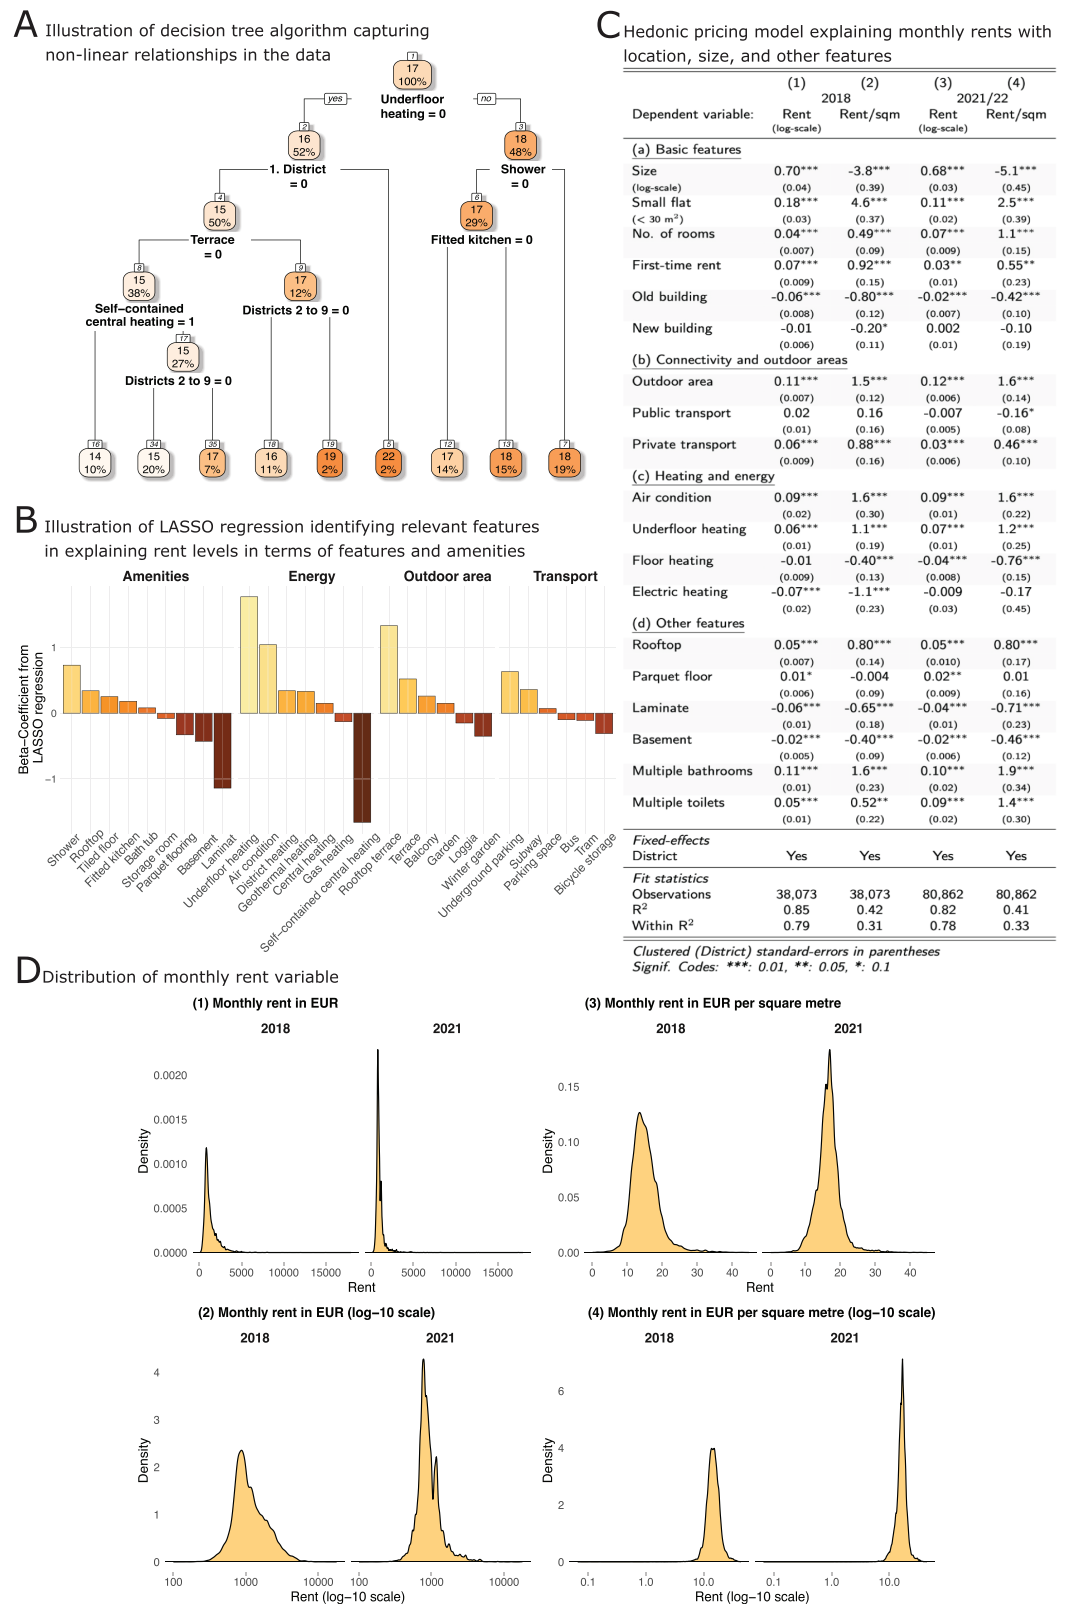 A Illustration of decision tree algorithm capturing
non-linear relationships in the data
1
17
100%
Underfloor
heating = 0
yes
no
2
16
52%
1. District
= 0
3
18
48%
Shower
= 0
4
15
50%
Terrace
= 0
6
17
29%
Fitted kitchen = 0
8
15
38%
Self–contained
central heating = 1
9
17
12%
Districts 2 to 9 = 0
17
15
27%
Districts 2 to 9 = 0
16
14
10%
34
15
20%
35
17
7%
18
16
11%
19
19
2%
5
22
2%
12
17
14%
13
18
15%
7
18
19%
B Illustration of LASSO regression identifying relevant features
in explaining rent levels in terms of features and amenities
Amenities Energy Outdoor area Transport
Beta–Coefficient from
LASSO regression
1
0
−1
Shower
Rooftop
Tiled floor
Fitted kitchen
Bath tub
Storage room
Parquet flooring
Basement
Laminat
Underfloor heating
Air condition
District heating
Geothermal heating
Central heating
Gas heating
Self–contained central heating
Rooftop terrace
Terrace
Balcony
Garden
Loggia
Winter garden
Underground parking
Subway
Parking space
Bus
Tram
Bicycle storage
C Hedonic pricing model explaining monthly rents with
location, size, and other features
(1) (2) (3) (4)
2018 2021/22
Dependent variable: Rent Rent/sqm Rent Rent/sqm
(log-scale) (log-scale)
(a) Basic features
Size 0.70*** -3.8*** 0.68*** -5.1***
(log-scale) (0.04) (0.39) (0.03) (0.45)
Small flat 0.18*** 4.6*** 0.11*** 2.5***
(< 30 m²) (0.03) (0.37) (0.02) (0.39)
No. of rooms 0.04*** 0.49*** 0.07*** 1.1***
(0.007) (0.09) (0.009) (0.15)
First-time rent 0.07*** 0.92*** 0.03** 0.55**
(0.009) (0.15) (0.01) (0.23)
Old building -0.06*** -0.80*** -0.02*** -0.42***
(0.008) (0.12) (0.007) (0.10)
New building -0.01 -0.20* 0.002 -0.10
(0.006) (0.11) (0.01) (0.19)
(b) Connectivity and outdoor areas
Outdoor area 0.11*** 1.5*** 0.12*** 1.6***
(0.007) (0.12) (0.006) (0.14)
Public transport 0.02 0.16 -0.007 -0.16*
(0.01) (0.16) (0.005) (0.08)
Private transport 0.06*** 0.88*** 0.03*** 0.46***
(0.009) (0.16) (0.006) (0.10)
(c) Heating and energy
Air condition 0.09*** 1.6*** 0.09*** 1.6***
(0.02) (0.30) (0.01) (0.22)
Underfloor heating 0.06*** 1.1*** 0.07*** 1.2***
(0.01) (0.19) (0.01) (0.25)
Floor heating -0.01 -0.40*** -0.04*** -0.76***
(0.009) (0.13) (0.008) (0.15)
Electric heating -0.07*** -1.1*** -0.009 -0.17
(0.02) (0.23) (0.03) (0.45)
(d) Other features
Rooftop 0.05*** 0.80*** 0.05*** 0.80***
(0.007) (0.14) (0.010) (0.17)
Parquet floor 0.01* -0.004 0.02** 0.01
(0.006) (0.09) (0.009) (0.16)
Laminate -0.06*** -0.65*** -0.04*** -0.71***
(0.01) (0.18) (0.01) (0.23)
Basement -0.02*** -0.40*** -0.02*** -0.46***
(0.005) (0.09) (0.006) (0.12)
Multiple bathrooms 0.11*** 1.6*** 0.10*** 1.9***
(0.01) (0.23) (0.02) (0.34)
Multiple toilets 0.05*** 0.52** 0.09*** 1.4***
(0.01) (0.22) (0.02) (0.30)
Fixed-effects
District Yes Yes Yes Yes
Fit statistics
Observations 38,073 38,073 80,862 80,862
R² 0.85 0.42 0.82 0.41
Within R² 0.79 0.31 0.78 0.33
Clustered (District) standard-errors in parentheses
Signif. Codes: ***: 0.01, **: 0.05, *: 0.1
D Distribution of monthly rent variable
(1) Monthly rent in EUR
2018 2021
Density
0.0020
0.0015
0.0010
0.0005
0.0000
0 5000 10000 15000 0 5000 10000 15000
Rent
(3) Monthly rent in EUR per square metre
2018 2021
Density
0.15
0.10
0.05
0.00
0 10 20 30 40 0 10 20 30 40
Rent
(2) Monthly rent in EUR (log–10 scale)
2018 2021
Density
4
3
2
1
0
100 1000 10000 100 1000 10000
Rent (log–10 scale)
(4) Monthly rent in EUR per square metre (log–10 scale)
2018 2021
Density
6
4
2
0
0.1 1.0 10.0 0.1 1.0 10.0
Rent (log–10 scale)